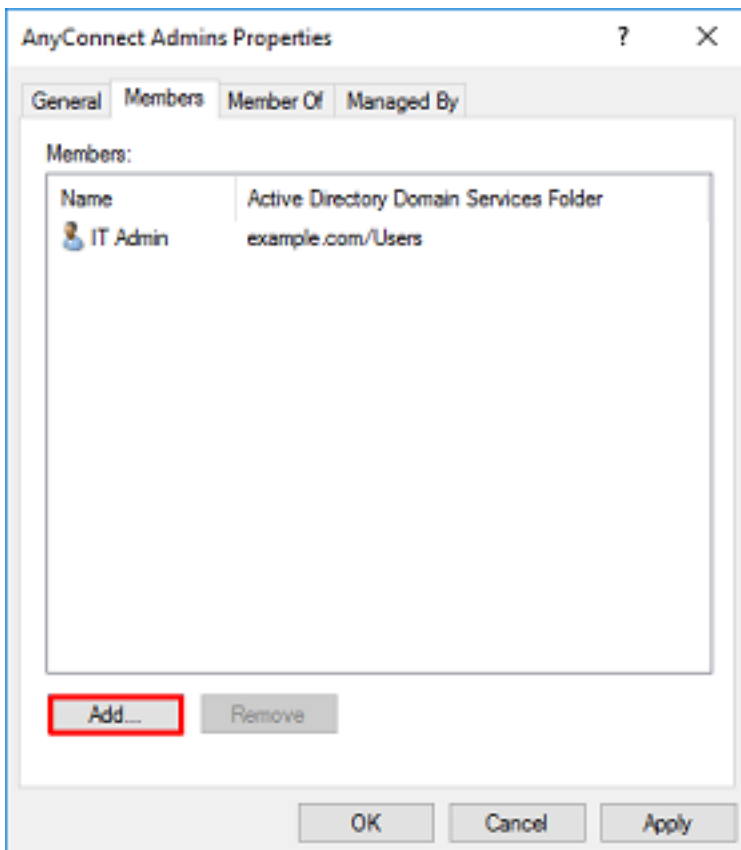 AnyConnect Admins Properties ? ×
General Members Member Of Managed By
Members:
Name Active Directory Domain Services Folder
IT Admin example.com/Users
Add... Remove
OK Cancel Apply